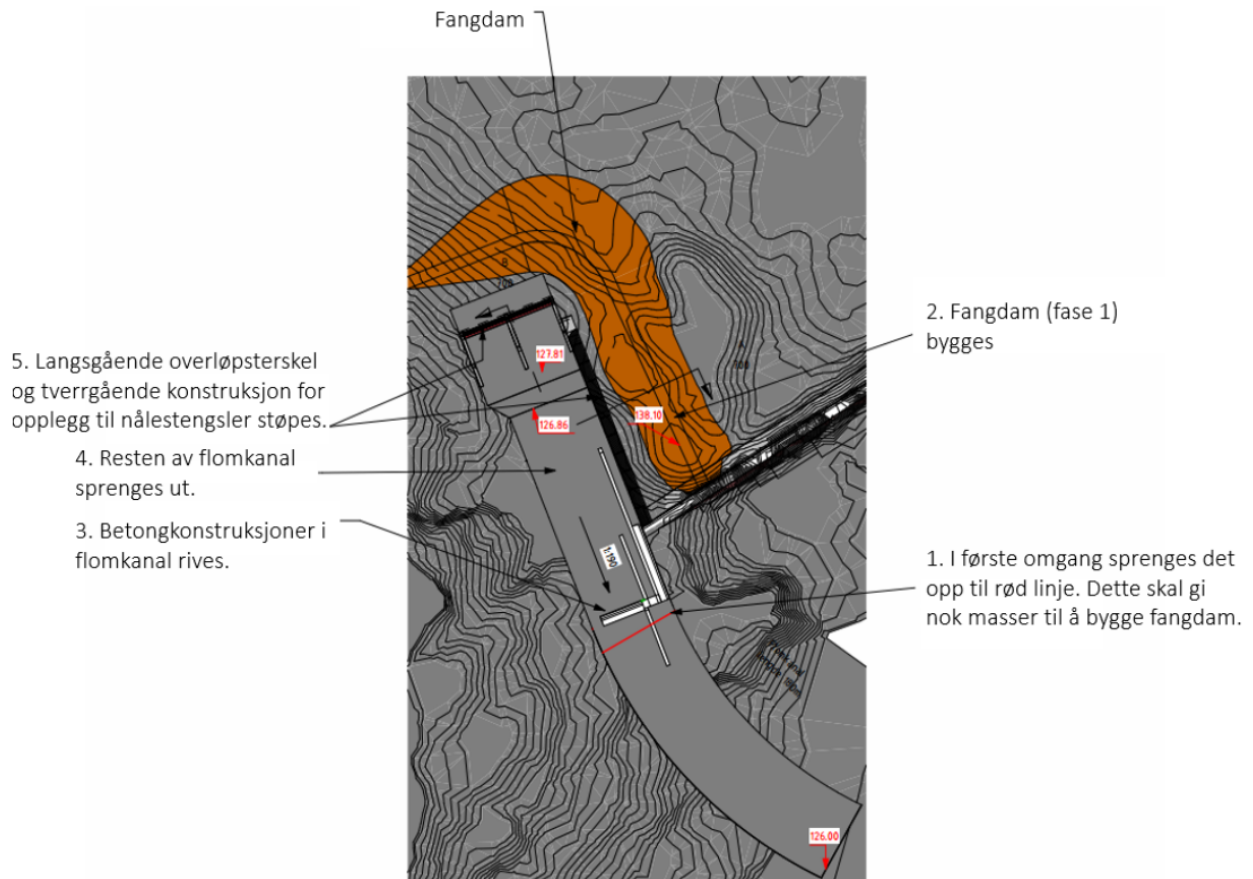 Fangdam
2. Fangdam (fase 1)
bygges
5. Langsgående overløpsterskel
og tverrgående konstruksjon for
opplegg til nålestengsler støpes.
127.81
126.86
138.10
4. Resten av flomkanal
sprenges ut.
3. Betongkonstruksjoner i
flomkanal rives.
1:190
1. I første omgang sprenges det
opp til rød linje. Dette skal gi
nok masser til å bygge fangdam.
126.00